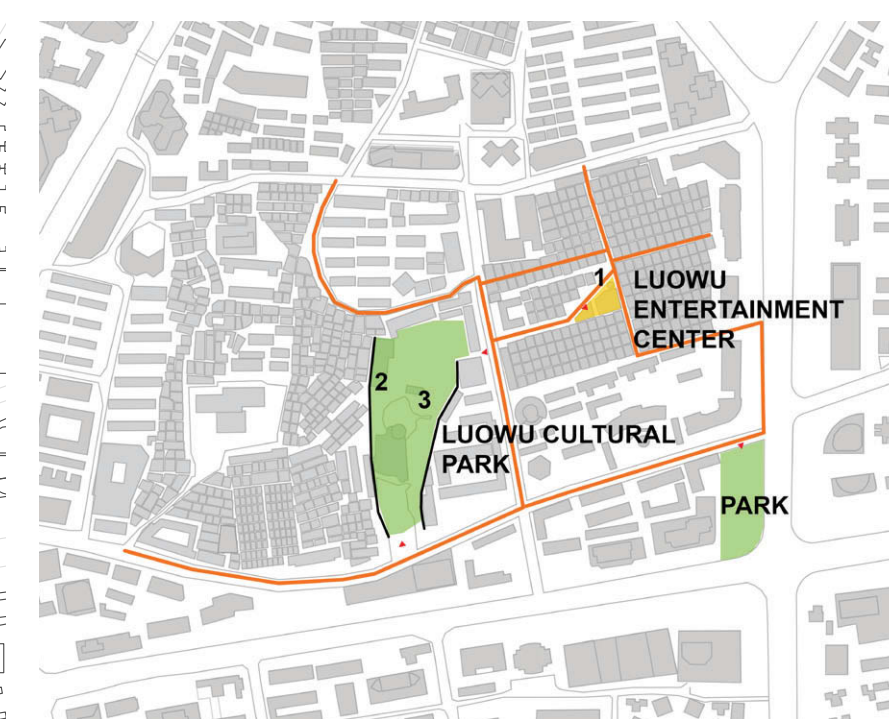 1
LUOWU
ENTERTAINMENT
CENTER
2
3
LUOWU CULTURAL
PARK
PARK